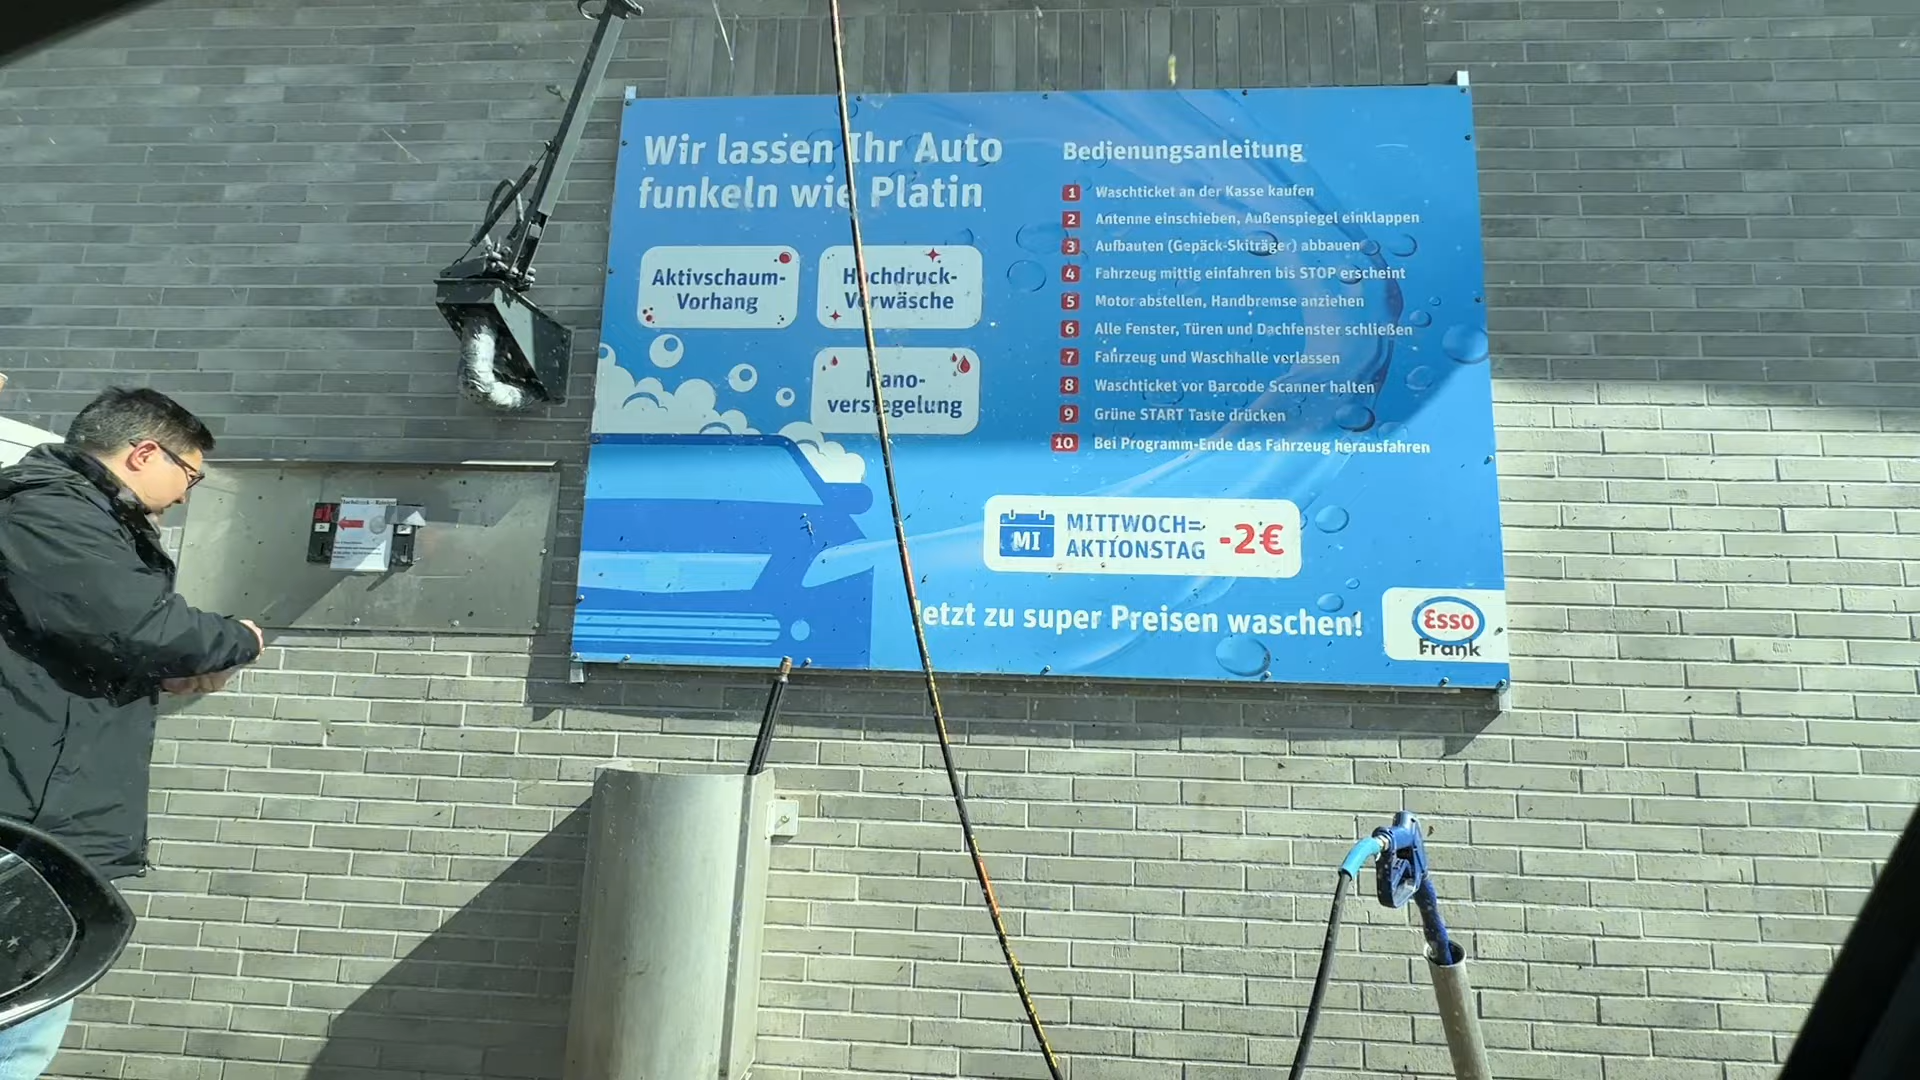 Wir lassen Ihr Auto
funkeln wie Platin
Aktivschaum-
Vorhang
Hochdruck-
Vorwäsche
Nano-
versiegelung
Bedienungsanleitung
1 Waschticket an der Kasse kaufen
2 Antenne einschieben, Außenspiegel einklappen
3 Aufbauten (Gepäck-Skiträger) abbauen
4 Fahrzeug mittig einfahren bis STOP erscheint
5 Motor abstellen, Handbremse anziehen
6 Alle Fenster, Türen und Dachfenster schließen
7 Fahrzeug und Waschhalle verlassen
8 Waschticket vor Barcode Scanner halten
9 Grüne START Taste drücken
10 Bei Programm-Ende das Fahrzeug herausfahren
MI
MITTWOCH=
AKTIONSTAG
-2€
Jetzt zu super Preisen waschen!
Esso
Frank